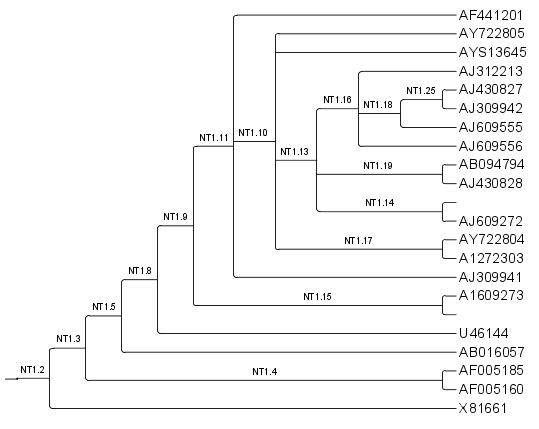 AF441201
AY722805
AYS13645
AJ312213
NT1.25 AJ430827
NT1.16 NT1.18 AJ309942
AJ609555
NT1.11 NT1.10 AJ609556
NT1.13 NT1.19 AB094794
AJ430828
NT1.14
NT1.9 AJ609272
NT1.17 AY722804
A1272303
NT1.8 AJ309941
NT1.15 A1609273
NT1.5
U46144
NT1.3 AB016057
NT1.2 NT1.4 AF005185
AF005160
X81661